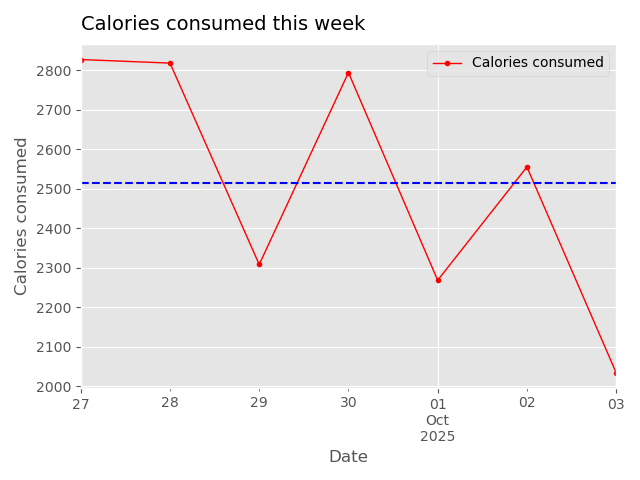 Calories consumed this week
Calories consumed
Calories consumed
2800
2700
2600
2500
2400
2300
2200
2100
2000
27 28 29 30 01 02 03
Oct
2025
Date